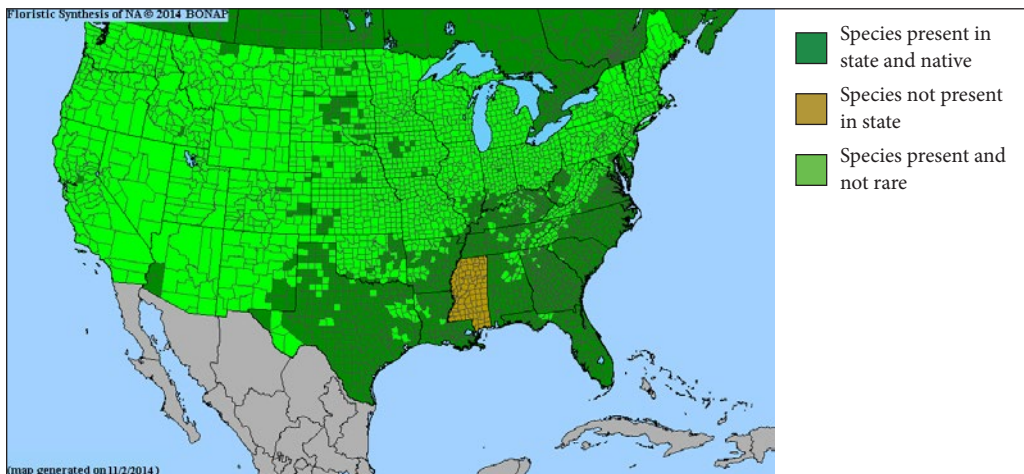 Floristic Synthesis of NA © 2014 BONAP
Species present in
state and native
Species not present
in state
Species present and
not rare
(map generated on 11/2/2014 )